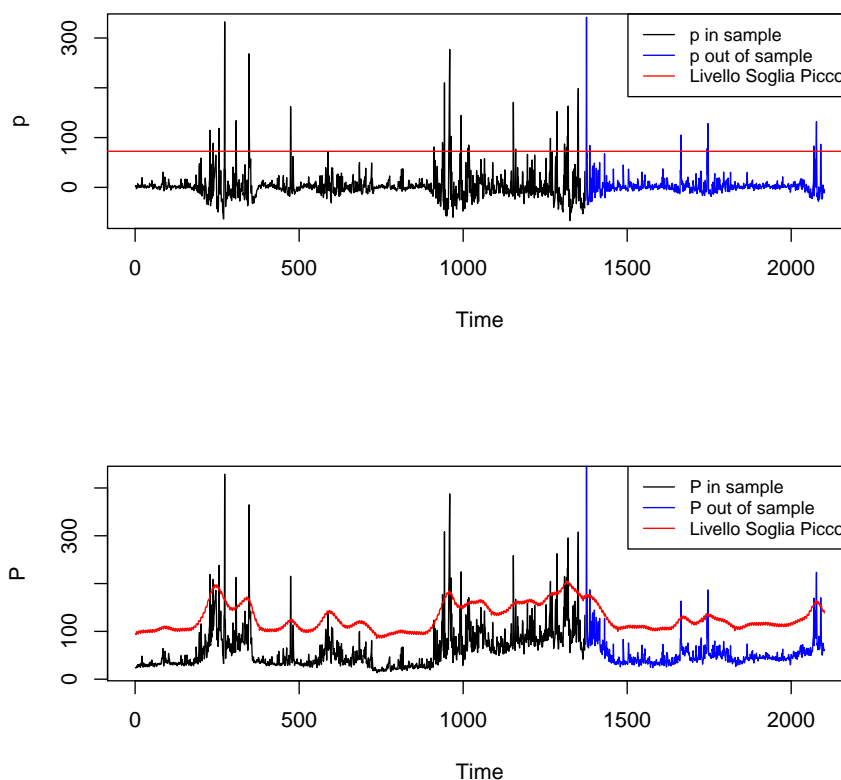 300
100
0
p
p in sample
p out of sample
Livello Soglia Picco
0
500
1000
1500
2000
Time
300
100
0
P
P in sample
P out of sample
Livello Soglia Picco
0
500
1000
1500
2000
Time